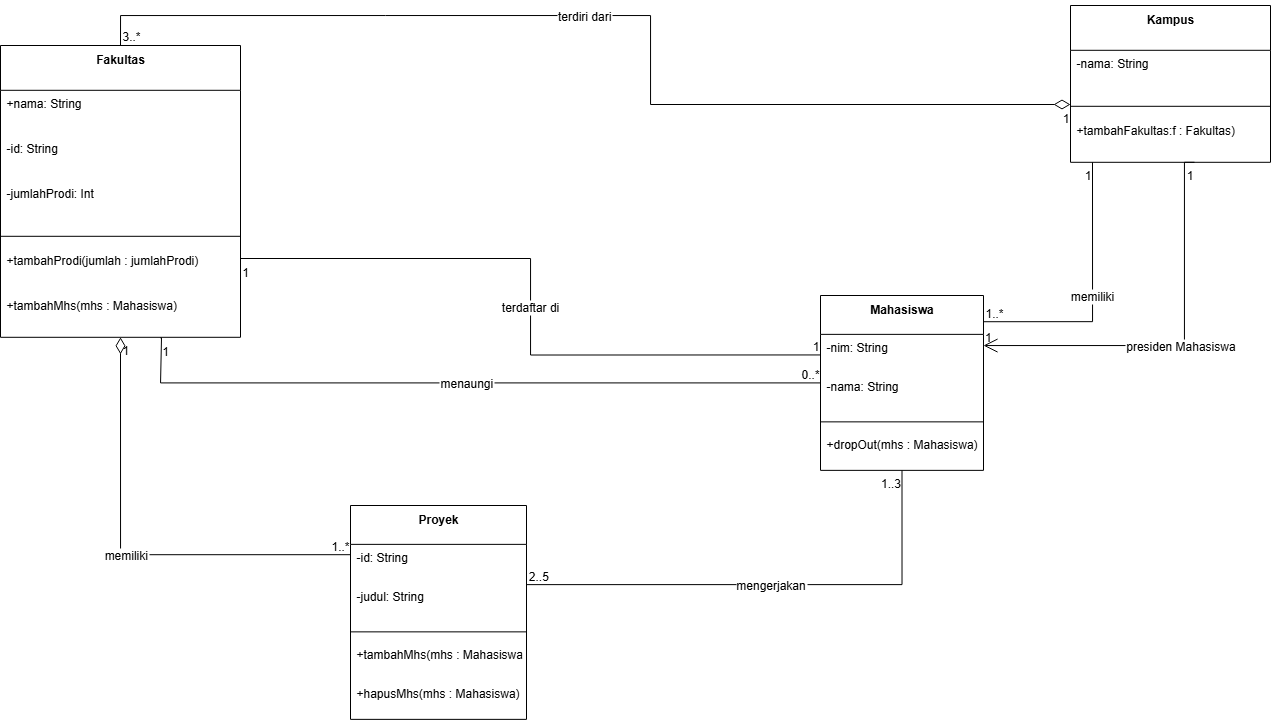 terdiri dari
Kampus
-nama: String
+tambahFakultas:f : Fakultas)
3..*
1
Fakultas
+nama: String
-id: String
-jumlahProdi: Int
+tambahProdi(jumlah : jumlahProdi)
+tambahMhs(mhs : Mahasiswa)
1
1
1
1
1
memiliki
1..*
1
presiden Mahasiswa
terdaftar di
1
Mahasiswa
-nim: String
-nama: String
+dropOut(mhs : Mahasiswa)
menaungi
0..*
1..3
Proyek
-id: String
-judul: String
+tambahMhs(mhs : Mahasiswa
+hapusMhs(mhs : Mahasiswa)
memiliki
1..*
2..5
mengerjakan